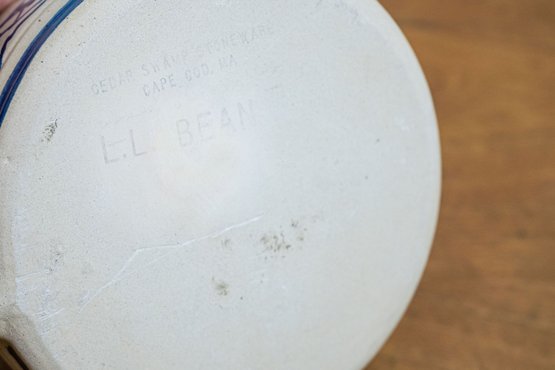 CEDAR SWAMP STONEWARE
CAPE COD, MA
L.L. BEAN